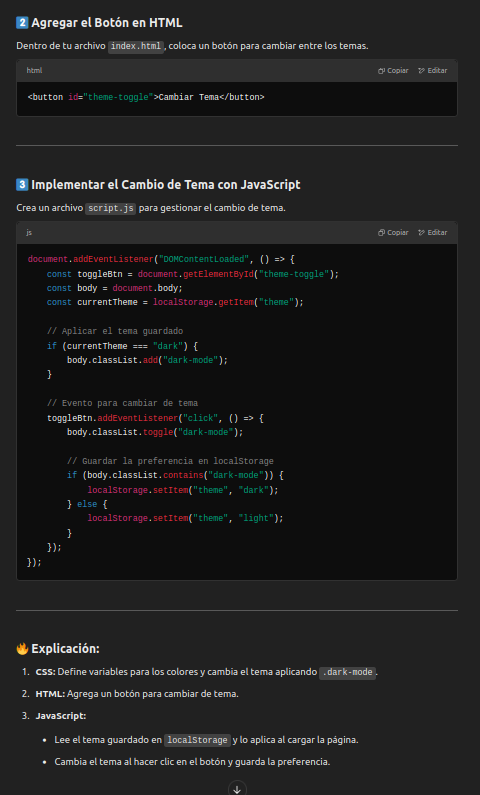 2 Agregar el Botón en HTML
Dentro de tu archivo index.html, coloca un botón para cambiar entre los temas.
html Copiar Editar
<button id="theme-toggle">Cambiar Tema</button>
3 Implementar el Cambio de Tema con JavaScript
Crea un archivo script.js para gestionar el cambio de tema.
js Copiar Editar
document.addEventListener("DOMContentLoaded", () => {
    const toggleBtn = document.getElementById("theme-toggle");
    const body = document.body;
    const currentTheme = localStorage.getItem("theme");
    // Aplicar el tema guardado
    if (currentTheme === "dark") {
        body.classList.add("dark-mode");
    }
    // Evento para cambiar de tema
    toggleBtn.addEventListener("click", () => {
        body.classList.toggle("dark-mode");
        // Guardar la preferencia en localStorage
        if (body.classList.contains("dark-mode")) {
            localStorage.setItem("theme", "dark");
        } else {
            localStorage.setItem("theme", "light");
        }
    });
});
🔥 Explicación:
1. CSS: Define variables para los colores y cambia el tema aplicando .dark-mode.
2. HTML: Agrega un botón para cambiar de tema.
3. JavaScript:
• Lee el tema guardado en localStorage y lo aplica al cargar la página.
• Cambia el tema al hacer clic en el botón y guarda la preferencia.